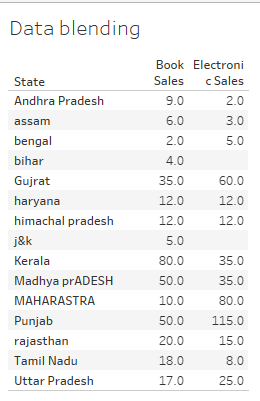 Data blending
Book Electroni
State Sales c Sales
Andhra Pradesh 9.0 2.0
assam 6.0 3.0
bengal 2.0 5.0
bihar 4.0
Gujrat 35.0 60.0
haryana 12.0 12.0
himachal pradesh 12.0 12.0
j&k 5.0
Kerala 80.0 35.0
Madhya prADESH 50.0 35.0
MAHARASTRA 10.0 80.0
Punjab 50.0 115.0
rajasthan 20.0 15.0
Tamil Nadu 18.0 8.0
Uttar Pradesh 17.0 25.0